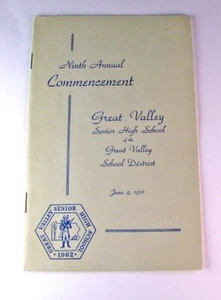 Ninth Annual
Commencement
Great Valley
Senior High School
of the
Great Valley
School District
June 9, 1971
GREAT VALLEY SENIOR HIGH SCHOOL
1962